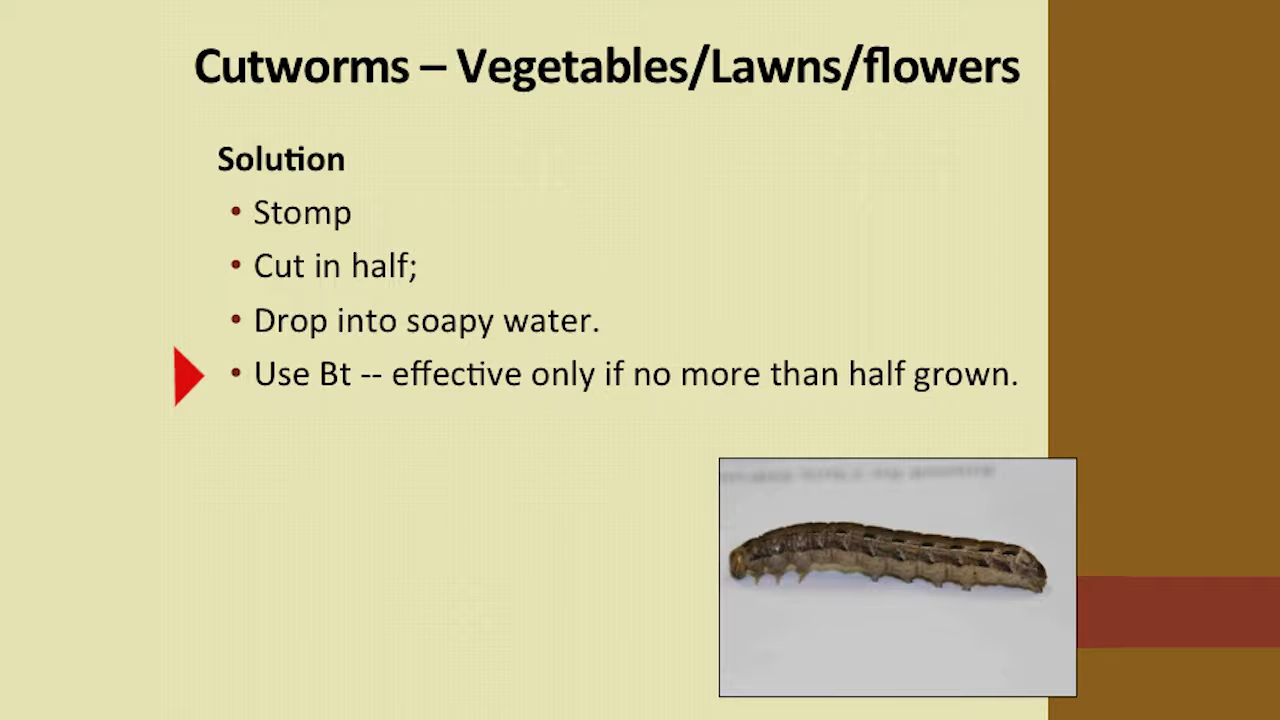 Cutworms – Vegetables/Lawns/flowers
Solution
• Stomp
• Cut in half;
• Drop into soapy water.
• Use Bt -- effective only if no more than half grown.